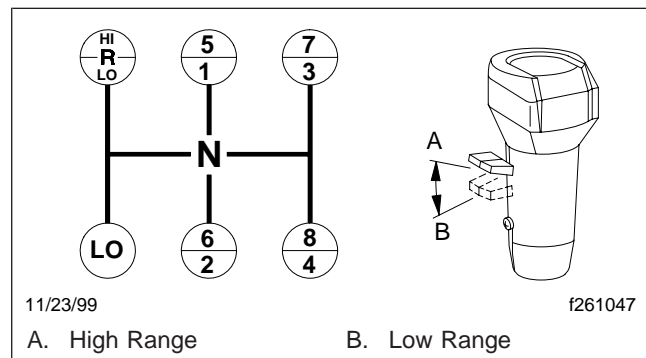 HI
R
LO
5
1
7
3
N
LO
6
2
8
4
A
B
11/23/99 f261047
A. High Range B. Low Range